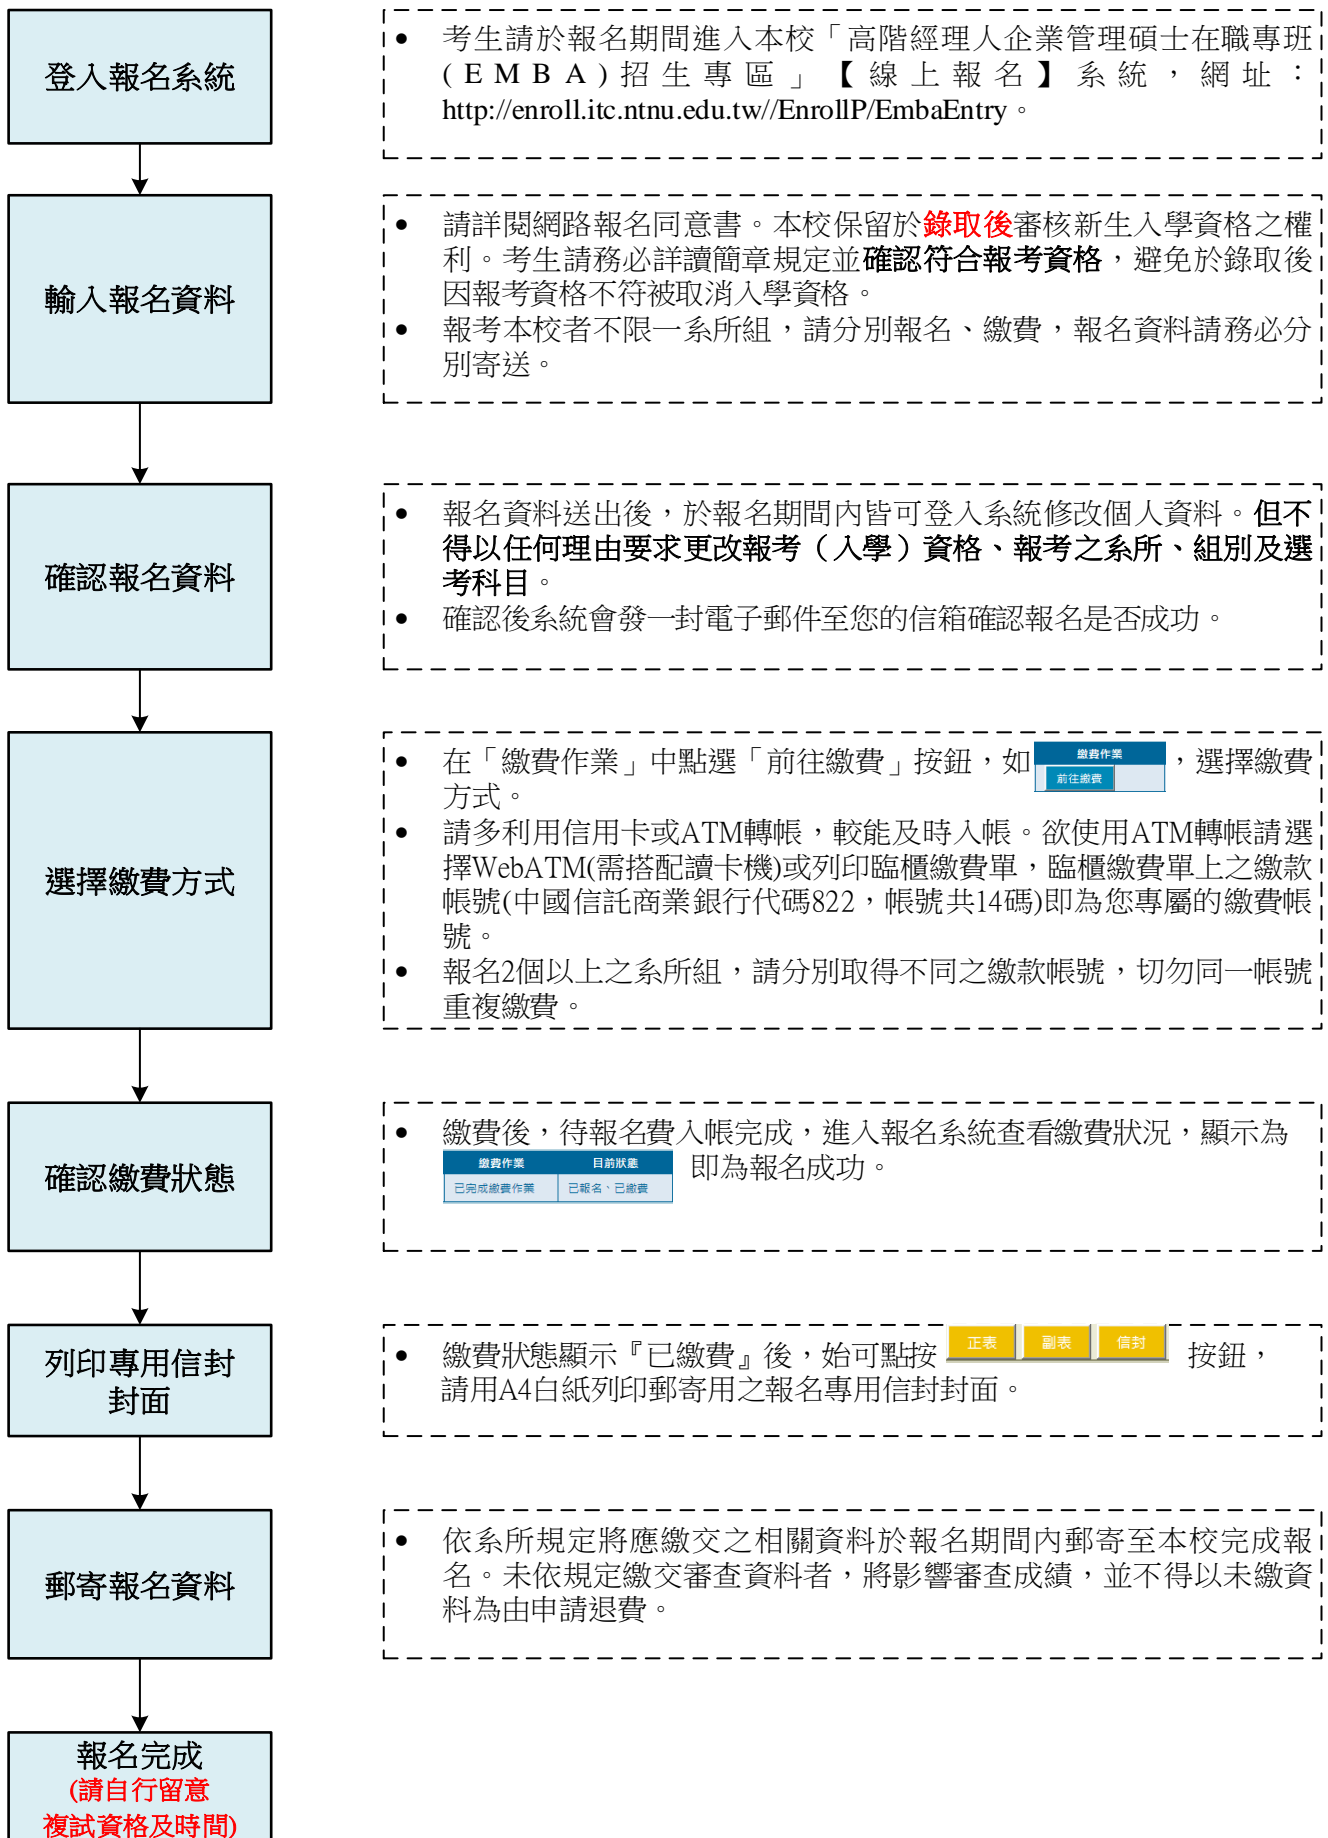 登入報名系統
• 考生請於報名期間進入本校「高階經理人企業管理碩士在職專班
(EMBA)招生專區」【線上報名】系統，網址：
http://enroll.itc.ntnu.edu.tw//EnrollP/EmbaEntry。
輸入報名資料
• 請詳閱網路報名同意書。本校保留於錄取後審核新生入學資格之權
利。考生請務必詳讀簡章規定並確認符合報考資格，避免於錄取後
因報考資格不符被取消入學資格。
• 報考本校者不限一系所組，請分別報名、繳費，報名資料請務必分
別寄送。
確認報名資料
• 報名資料送出後，於報名期間內皆可登入系統修改個人資料。但不
得以任何理由要求更改報考（入學）資格、報考之系所、組別及選
考科目。
• 確認後系統會發一封電子郵件至您的信箱確認報名是否成功。
選擇繳費方式
• 在「繳費作業」中點選「前往繳費」按鈕，如 繳費作業 前往繳費 ，選擇繳費
方式。
• 請多利用信用卡或ATM轉帳，較能及時入帳。欲使用ATM轉帳請選
擇WebATM(需搭配讀卡機)或列印臨櫃繳費單，臨櫃繳費單上之繳款
帳號(中國信託商業銀行代碼822，帳號共14碼)即為您專屬的繳費帳
號。
• 報名2個以上之系所組，請分別取得不同之繳款帳號，切勿同一帳號
重複繳費。
確認繳費狀態
• 繳費後，待報名費入帳完成，進入報名系統查看繳費狀況，顯示為
繳費作業 目前狀態 即為報名成功。
已完成繳費作業 已報名、已繳費
列印專用信封
封面
• 繳費狀態顯示『已繳費』後，始可點按 正表 副表 信封 按鈕，
請用A4白紙列印郵寄用之報名專用信封封面。
郵寄報名資料
• 依系所規定將應繳交之相關資料於報名期間內郵寄至本校完成報
名。未依規定繳交審查資料者，將影響審查成績，並不得以未繳資
料為由申請退費。
報名完成
(請自行留意
複試資格及時間)